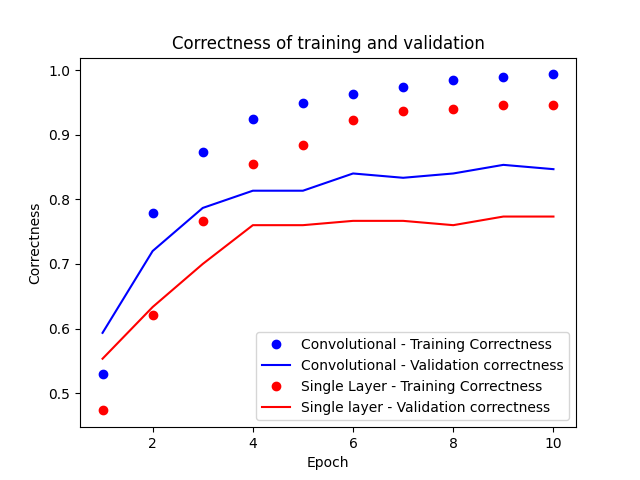 Correctness of training and validation
1.0
0.9
0.8
0.7
0.6
0.5
Correctness
Convolutional - Training Correctness
Convolutional - Validation correctness
Single Layer - Training Correctness
Single layer - Validation correctness
2 4 6 8 10
Epoch